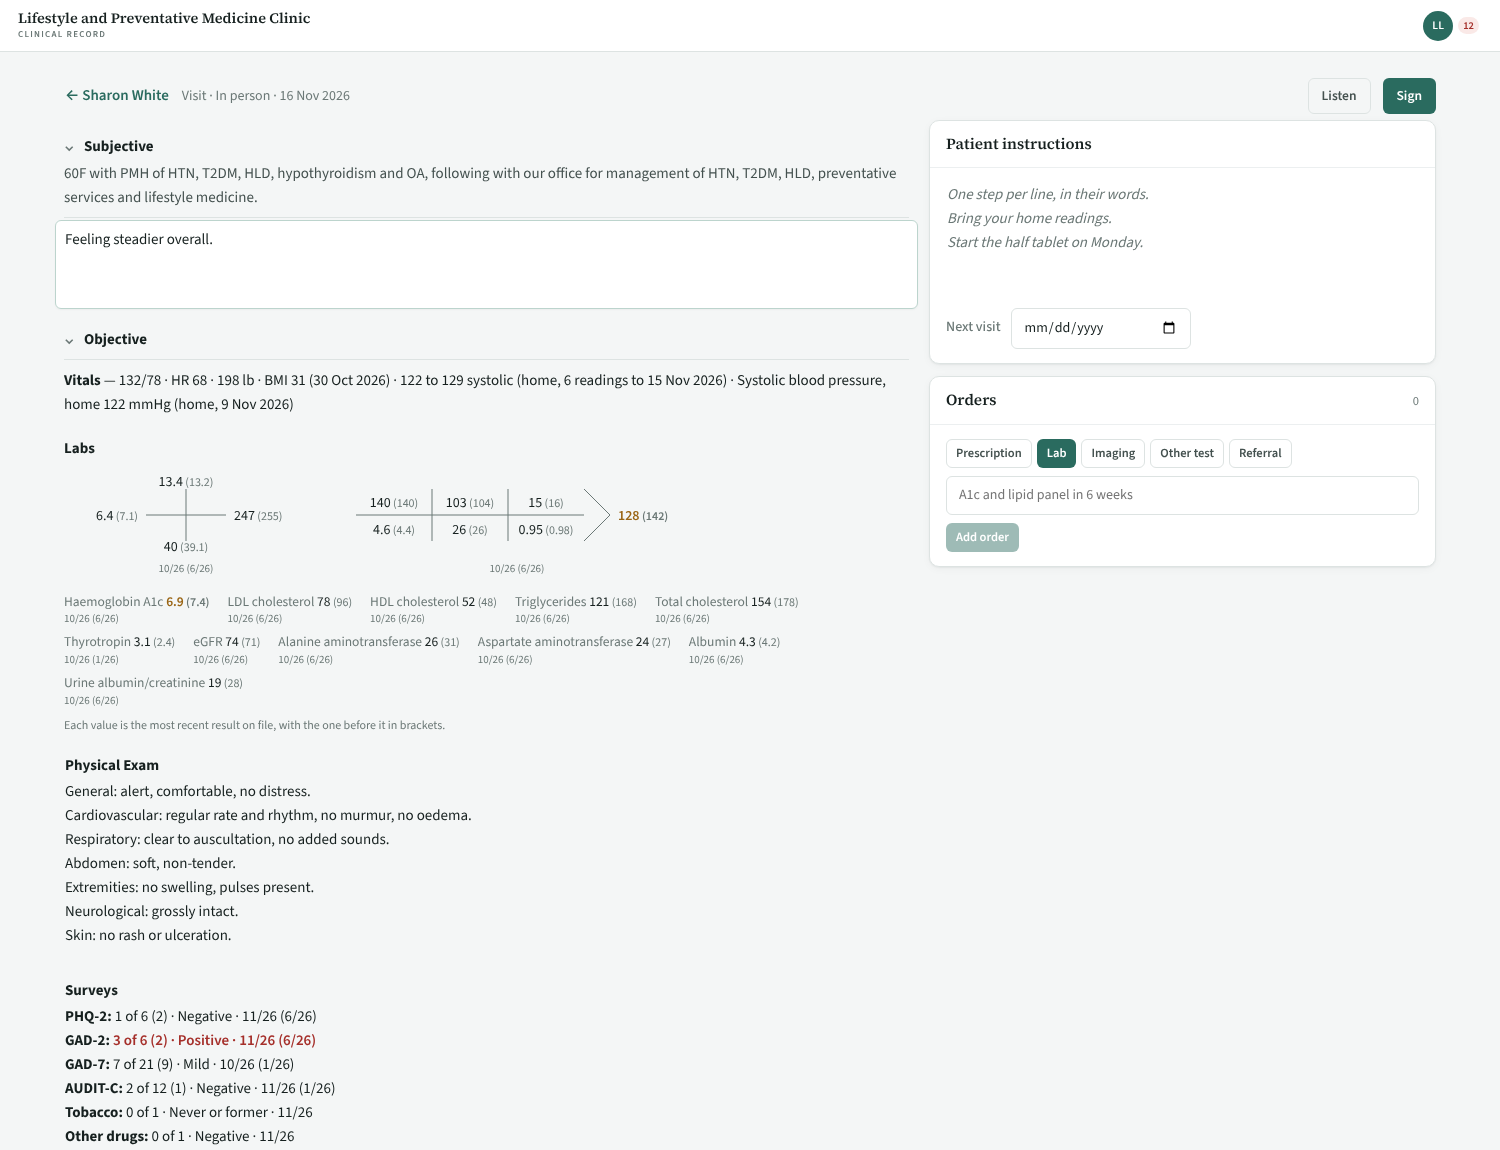 Lifestyle and Preventative Medicine Clinic
CLINICAL RECORD
LL 12
← Sharon White Visit · In person · 16 Nov 2026
Listen Sign
Subjective
60F with PMH of HTN, T2DM, HLD, hypothyroidism and OA, following with our office for management of HTN, T2DM, HLD, preventative
services and lifestyle medicine.
Feeling steadier overall.
Objective
Vitals — 132/78 · HR 68 · 198 lb · BMI 31 (30 Oct 2026) · 122 to 129 systolic (home, 6 readings to 15 Nov 2026) · Systolic blood pressure,
home 122 mmHg (home, 9 Nov 2026)
Labs
13.4 (13.2)
6.4 (7.1) 247 (255)
40 (39.1)
10/26 (6/26)
140 (140) 103 (104) 15 (16)
128 (142)
4.6 (4.4) 26 (26) 0.95 (0.98)
10/26 (6/26)
Haemoglobin A1c 6.9 (7.4) LDL cholesterol 78 (96) HDL cholesterol 52 (48) Triglycerides 121 (168) Total cholesterol 154 (178)
10/26 (6/26) 10/26 (6/26) 10/26 (6/26) 10/26 (6/26) 10/26 (6/26)
Thyrotropin 3.1 (2.4) eGFR 74 (71) Alanine aminotransferase 26 (31) Aspartate aminotransferase 24 (27) Albumin 4.3 (4.2)
10/26 (1/26) 10/26 (6/26) 10/26 (6/26) 10/26 (6/26) 10/26 (6/26)
Urine albumin/creatinine 19 (28)
10/26 (6/26)
Each value is the most recent result on file, with the one before it in brackets.
Physical Exam
General: alert, comfortable, no distress.
Cardiovascular: regular rate and rhythm, no murmur, no oedema.
Respiratory: clear to auscultation, no added sounds.
Abdomen: soft, non-tender.
Extremities: no swelling, pulses present.
Neurological: grossly intact.
Skin: no rash or ulceration.
Surveys
PHQ-2: 1 of 6 (2) · Negative · 11/26 (6/26)
GAD-2: 3 of 6 (2) · Positive · 11/26 (6/26)
GAD-7: 7 of 21 (9) · Mild · 10/26 (1/26)
AUDIT-C: 2 of 12 (1) · Negative · 11/26 (1/26)
Tobacco: 0 of 1 · Never or former · 11/26
Other drugs: 0 of 1 · Negative · 11/26
Patient instructions
One step per line, in their words.
Bring your home readings.
Start the half tablet on Monday.
Next visit mm/dd/yyyy
Orders 0
Prescription Lab Imaging Other test Referral
A1c and lipid panel in 6 weeks
Add order